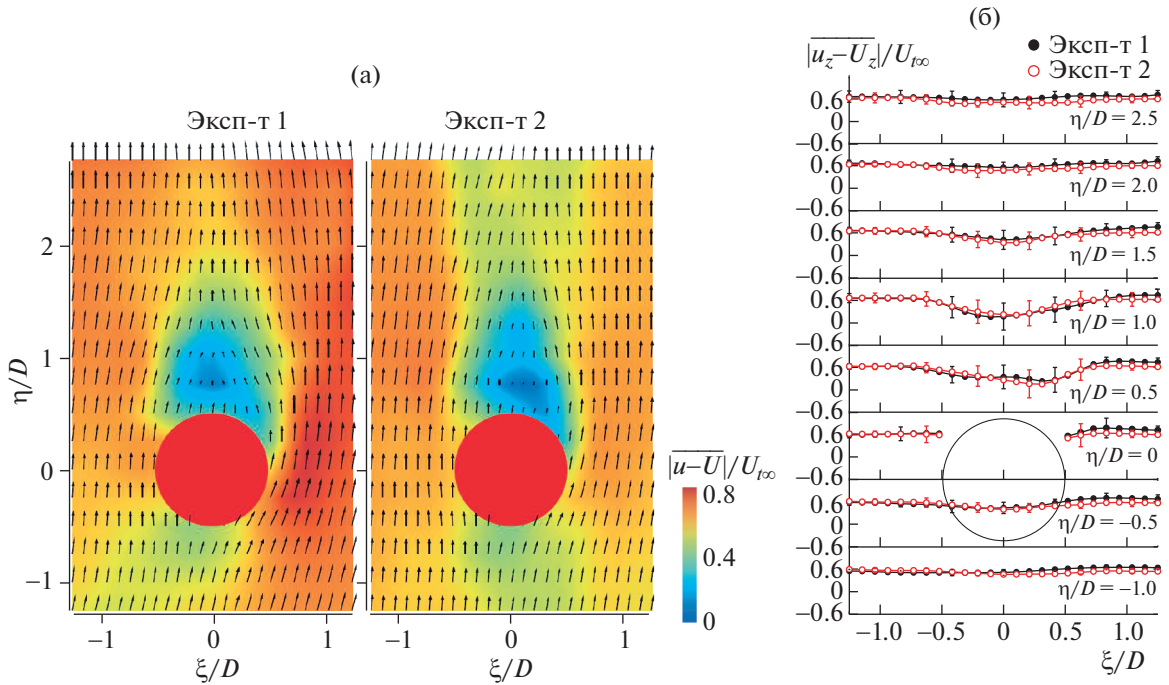 (а)
Эксп-т 1
Эксп-т 2
η/D
2
1
0
−1
−1
0
1
−1
0
1
ξ/D
ξ/D
|u−U|/U_t∞
0.8
0.4
0
(б)
|u_z−U_z|/U_t∞
Эксп-т 1
Эксп-т 2
0.6
0
−0.6
η/D = 2.5
0.6
0
−0.6
η/D = 2.0
0.6
0
−0.6
η/D = 1.5
0.6
0
−0.6
η/D = 1.0
0.6
0
−0.6
η/D = 0.5
0.6
0
−0.6
η/D = 0
0.6
0
−0.6
η/D = −0.5
0.6
0
−0.6
η/D = −1.0
−1.0
−0.5
0
0.5
1.0
ξ/D